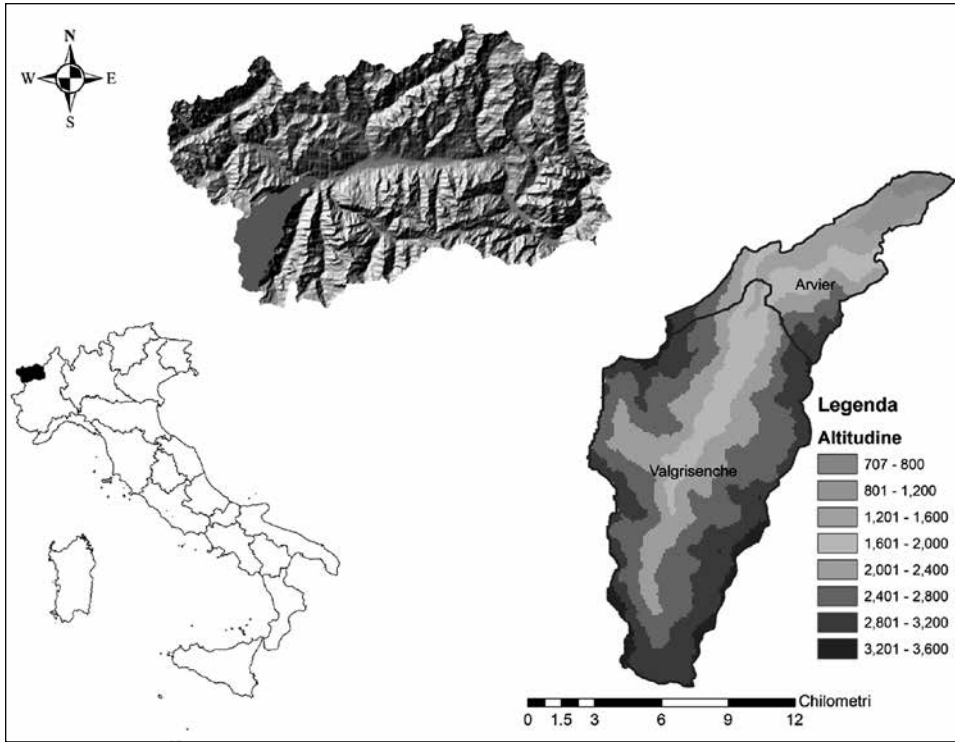 N
W E
S
Arvier
Valgrisenche
Legenda
Altitudine
707 - 800
801 - 1,200
1,201 - 1,600
1,601 - 2,000
2,001 - 2,400
2,401 - 2,800
2,801 - 3,200
3,201 - 3,600
Chilometri
0 1.5 3 6 9 12